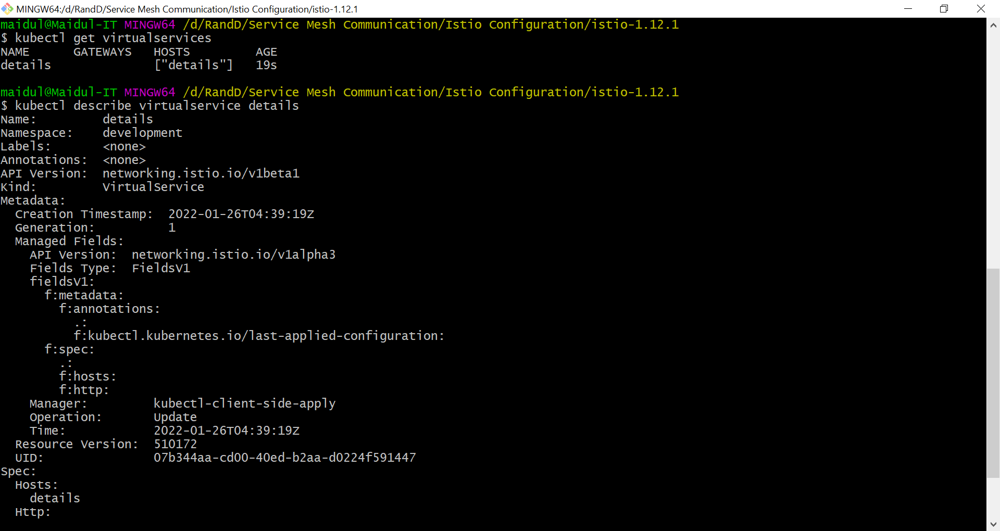 MINGW64:/d/RandD/Service Mesh Communication/Istio Configuration/istio-1.12.1
maidul@Maidul-IT MINGW64 /d/RandD/Service Mesh Communication/Istio Configuration/istio-1.12.1
$ kubectl get virtualservices
NAME      GATEWAYS   HOSTS         AGE
details              ["details"]   19s

maidul@Maidul-IT MINGW64 /d/RandD/Service Mesh Communication/Istio Configuration/istio-1.12.1
$ kubectl describe virtualservice details
Name:         details
Namespace:    development
Labels:       <none>
Annotations:  <none>
API Version:  networking.istio.io/v1beta1
Kind:         VirtualService
Metadata:
  Creation Timestamp:  2022-01-26T04:39:19Z
  Generation:          1
  Managed Fields:
    API Version:  networking.istio.io/v1alpha3
    Fields Type:  FieldsV1
    fieldsV1:
      f:metadata:
        f:annotations:
          .:
          f:kubectl.kubernetes.io/last-applied-configuration:
      f:spec:
        .:
        f:hosts:
        f:http:
    Manager:         kubectl-client-side-apply
    Operation:       Update
    Time:            2022-01-26T04:39:19Z
  Resource Version:  510172
  UID:               07b344aa-cd00-40ed-b2aa-d0224f591447
Spec:
  Hosts:
    details
  Http: